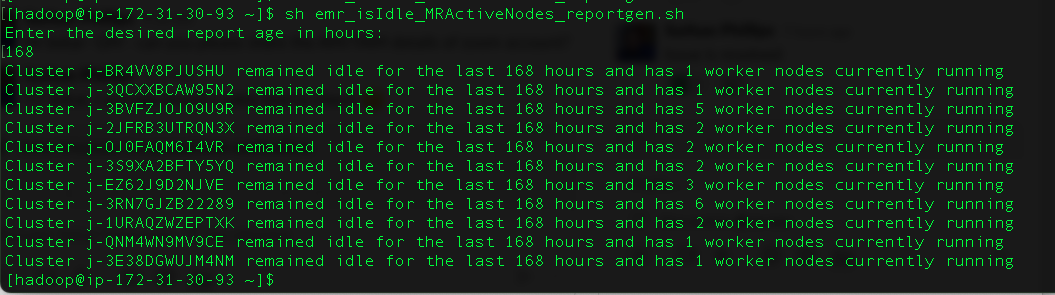 [[hadoop@ip-172-31-30-93 ~]$ sh emr_isIdle_MRActiveNodes_reportgen.sh
Enter the desired report age in hours:
[168
Cluster j-BR4VV8PJUSHU remained idle for the last 168 hours and has 1 worker nodes currently running
Cluster j-3QCXXBCAW95N2 remained idle for the last 168 hours and has 1 worker nodes currently running
Cluster j-3BVFZJOJO9U9R remained idle for the last 168 hours and has 5 worker nodes currently running
Cluster j-2JFRB3UTRQN3X remained idle for the last 168 hours and has 2 worker nodes currently running
Cluster j-OJ0FAQM6I4VR remained idle for the last 168 hours and has 2 worker nodes currently running
Cluster j-3S9XA2BFTY5YQ remained idle for the last 168 hours and has 2 worker nodes currently running
Cluster j-EZ62J9D2NJVE remained idle for the last 168 hours and has 3 worker nodes currently running
Cluster j-3RN7GJZB22289 remained idle for the last 168 hours and has 6 worker nodes currently running
Cluster j-1URAQZWZEPTXK remained idle for the last 168 hours and has 2 worker nodes currently running
Cluster j-QNM4WN9MV9CE remained idle for the last 168 hours and has 1 worker nodes currently running
Cluster j-3E38DGWUJM4NM remained idle for the last 168 hours and has 1 worker nodes currently running
[hadoop@ip-172-31-30-93 ~]$